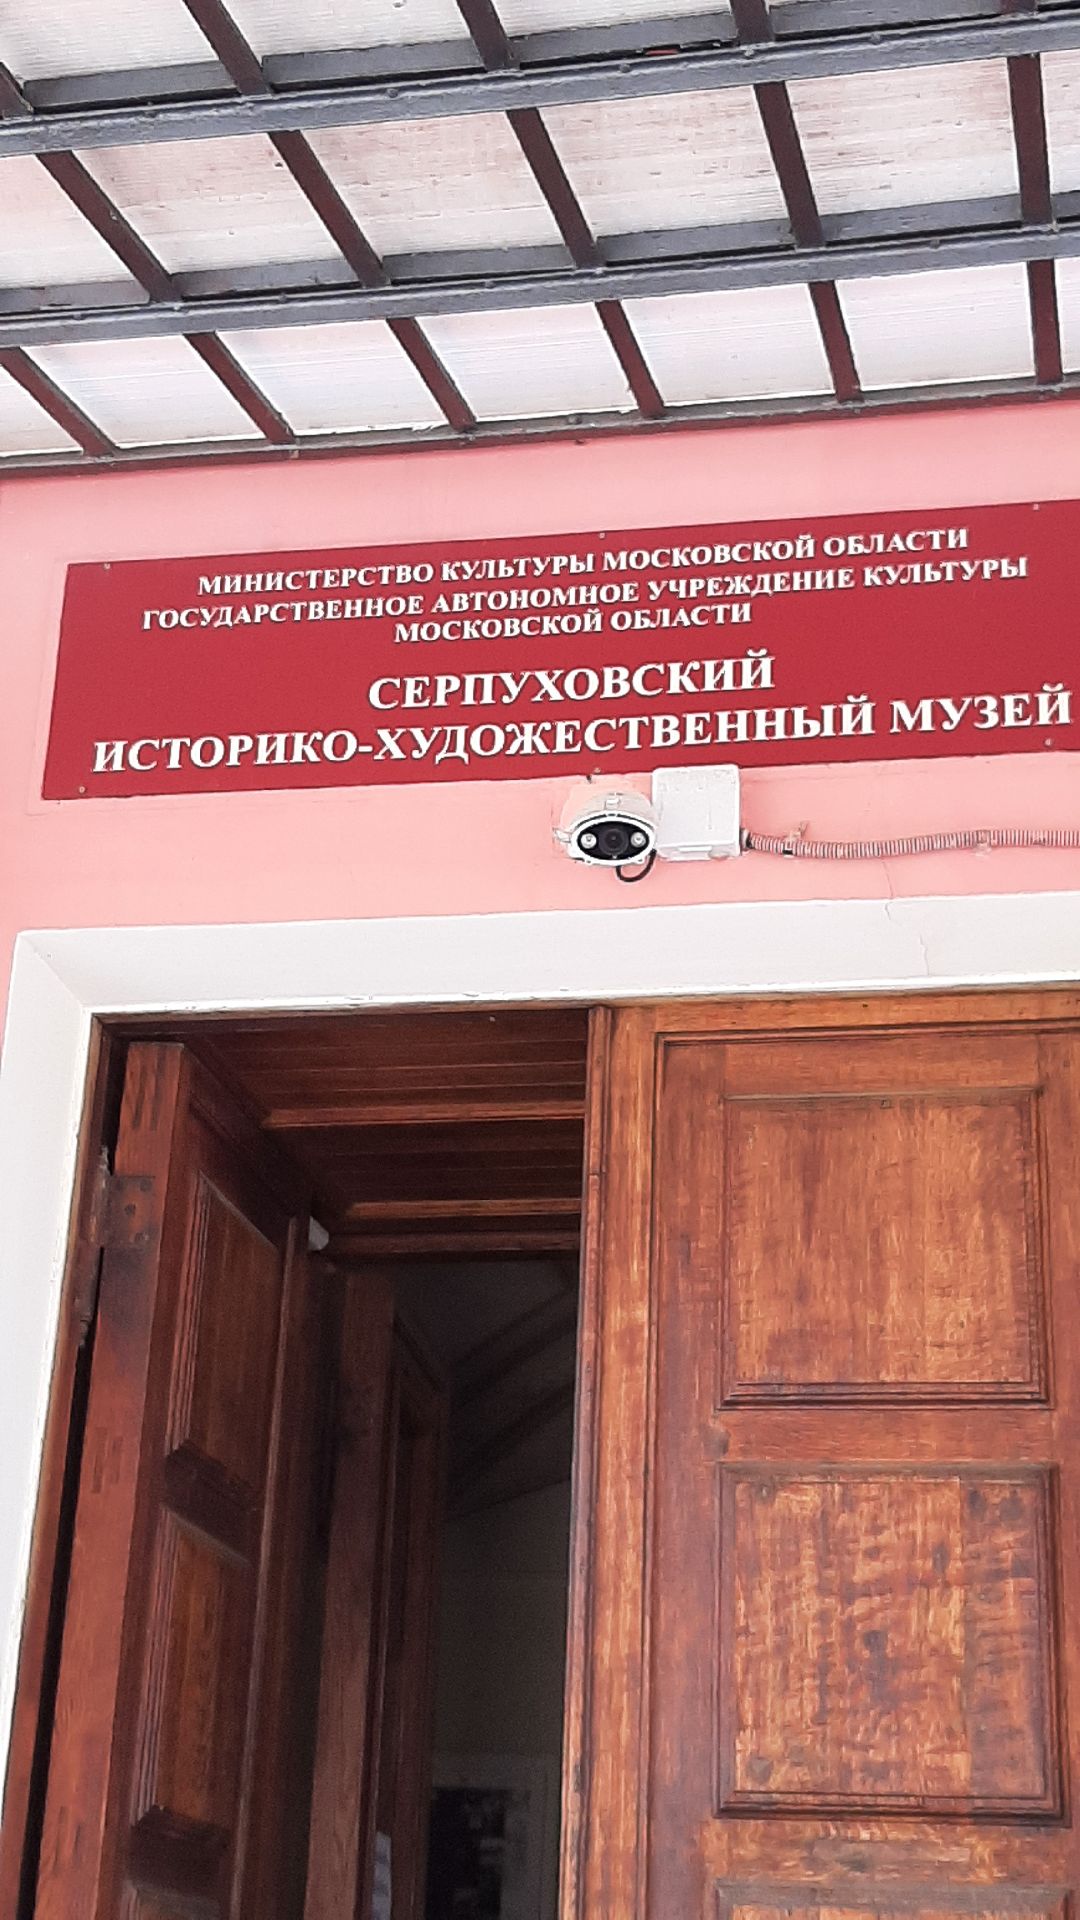 МИНИСТЕРСТВО КУЛЬТУРЫ МОСКОВСКОЙ ОБЛАСТИ
ГОСУДАРСТВЕННОЕ АВТОНОМНОЕ УЧРЕЖДЕНИЕ КУЛЬТУРЫ
МОСКОВСКОЙ ОБЛАСТИ
СЕРПУХОВСКИЙ
ИСТОРИКО-ХУДОЖЕСТВЕННЫЙ МУЗЕЙ